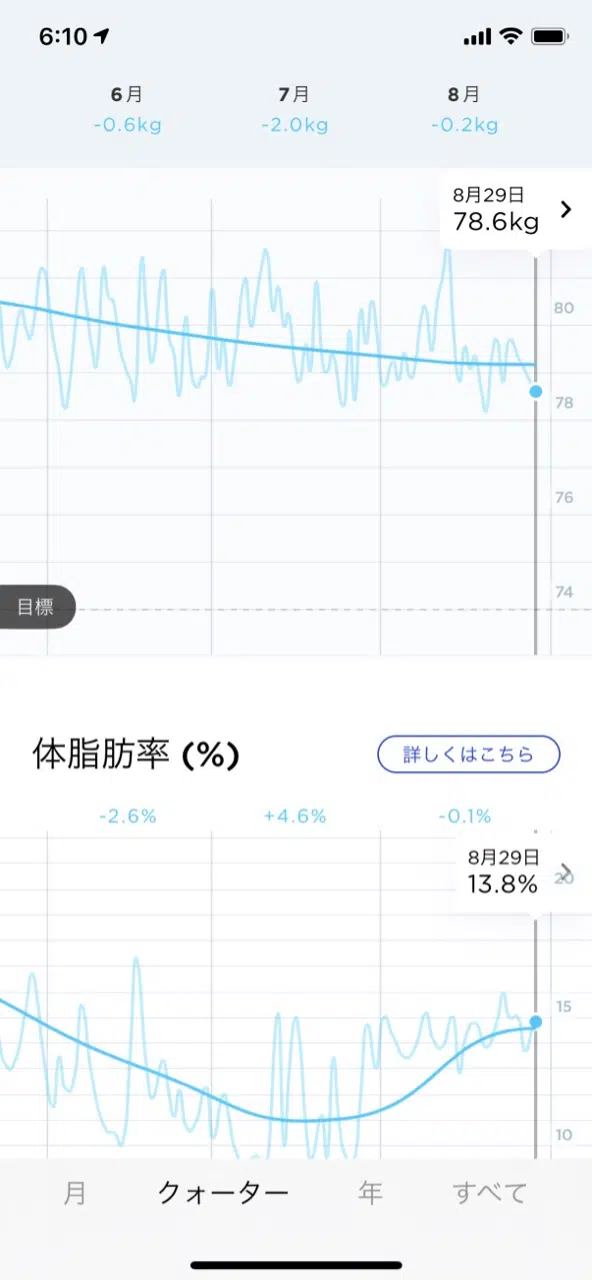 6:10
6月 7月 8月
-0.6kg -2.0kg -0.2kg
8月29日
78.6kg
80
78
76
74
目標
体脂肪率 (%)
詳しくはこちら
-2.6% +4.6% -0.1%
8月29日
13.8%
20
15
10
月 クォーター 年 すべて